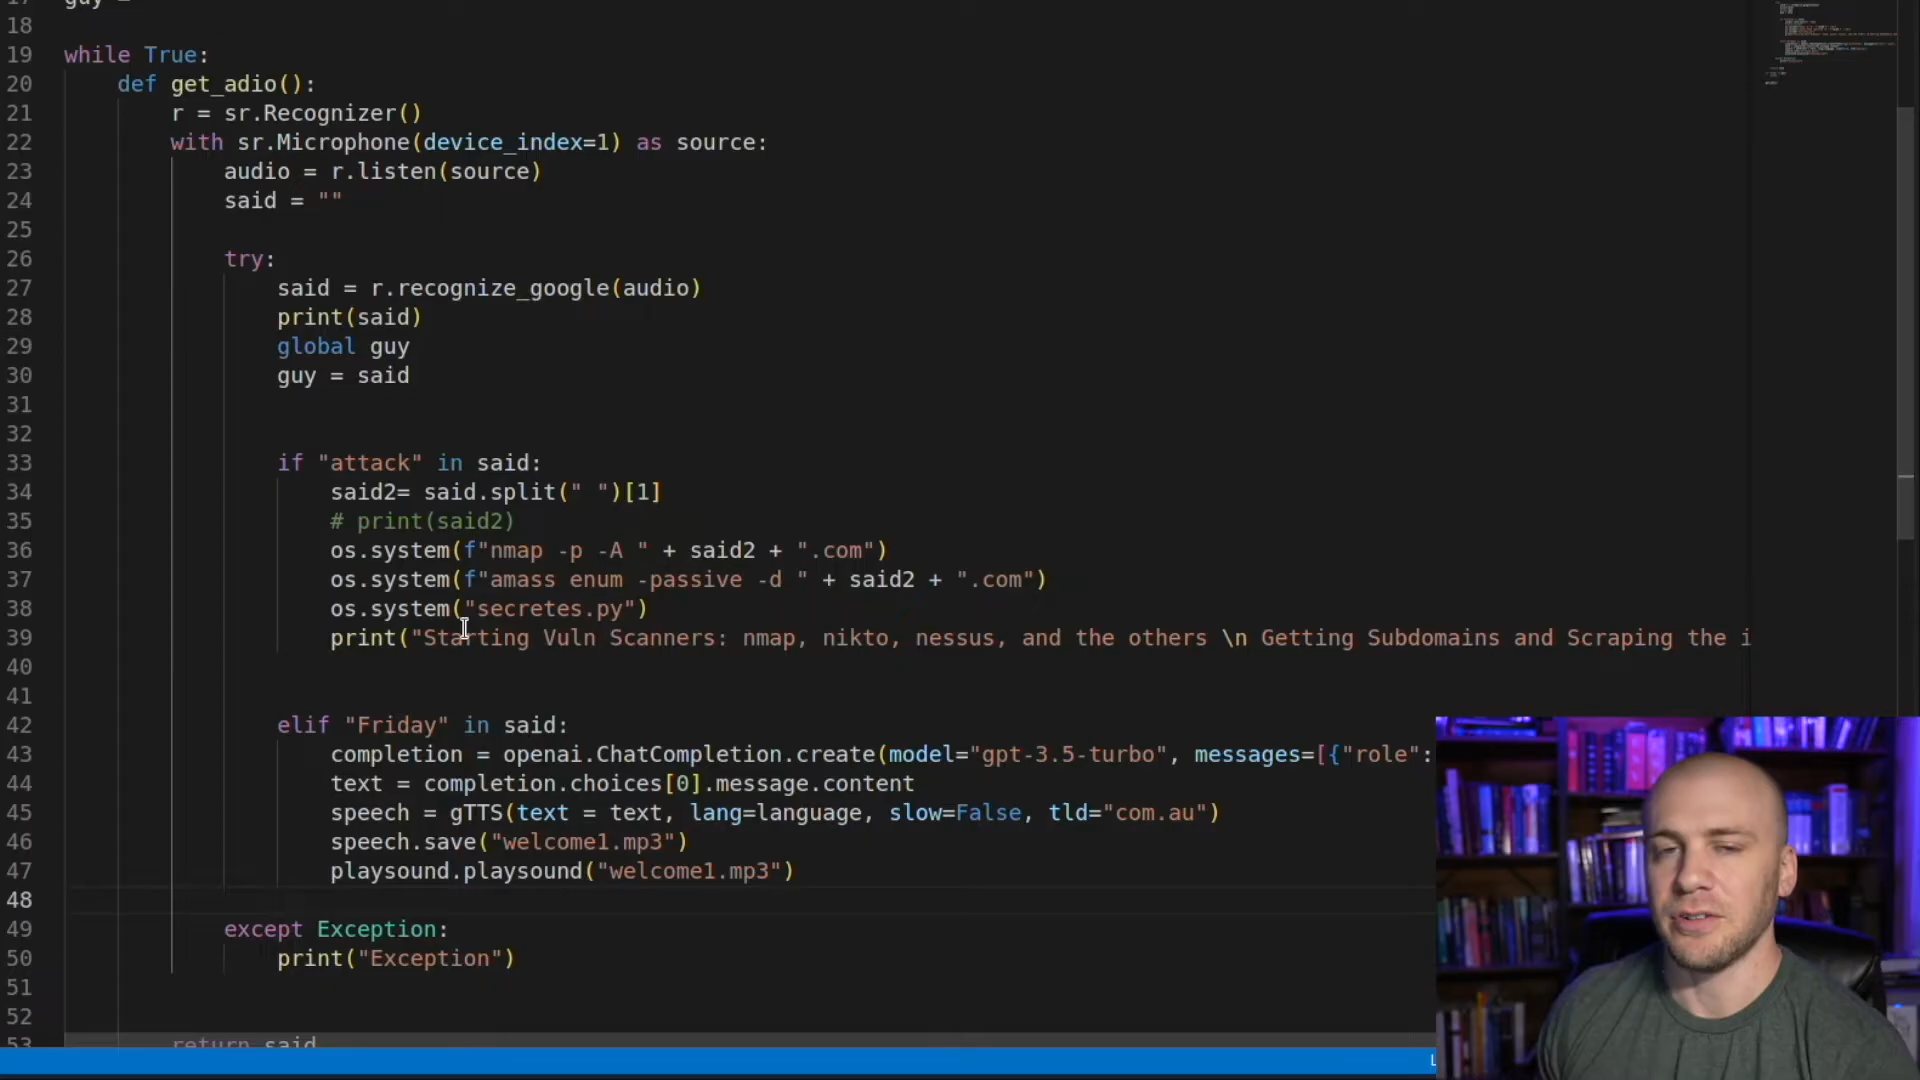 guy =
18
19 while True:
20 def get_adio():
21 r = sr.Recognizer()
22 with sr.Microphone(device_index=1) as source:
23 audio = r.listen(source)
24 said = ""
25
26 try:
27 said = r.recognize_google(audio)
28 print(said)
29 global guy
30 guy = said
31
32
33 if "attack" in said:
34 said2= said.split(" ")[1]
35 # print(said2)
36 os.system(f"nmap -p -A " + said2 + ".com")
37 os.system(f"amass enum -passive -d " + said2 + ".com")
38 os.system("secretes.py")
39 print("Starting Vuln Scanners: nmap, nikto, nessus, and the others \n Getting Subdomains and Scraping the i
40
41
42 elif "Friday" in said:
43 completion = openai.ChatCompletion.create(model="gpt-3.5-turbo", messages=[{"role":
44 text = completion.choices[0].message.content
45 speech = gTTS(text = text, lang=language, slow=False, tld="com.au")
46 speech.save("welcome1.mp3")
47 playsound.playsound("welcome1.mp3")
48
49 except Exception:
50 print("Exception")
51
52
53 return said